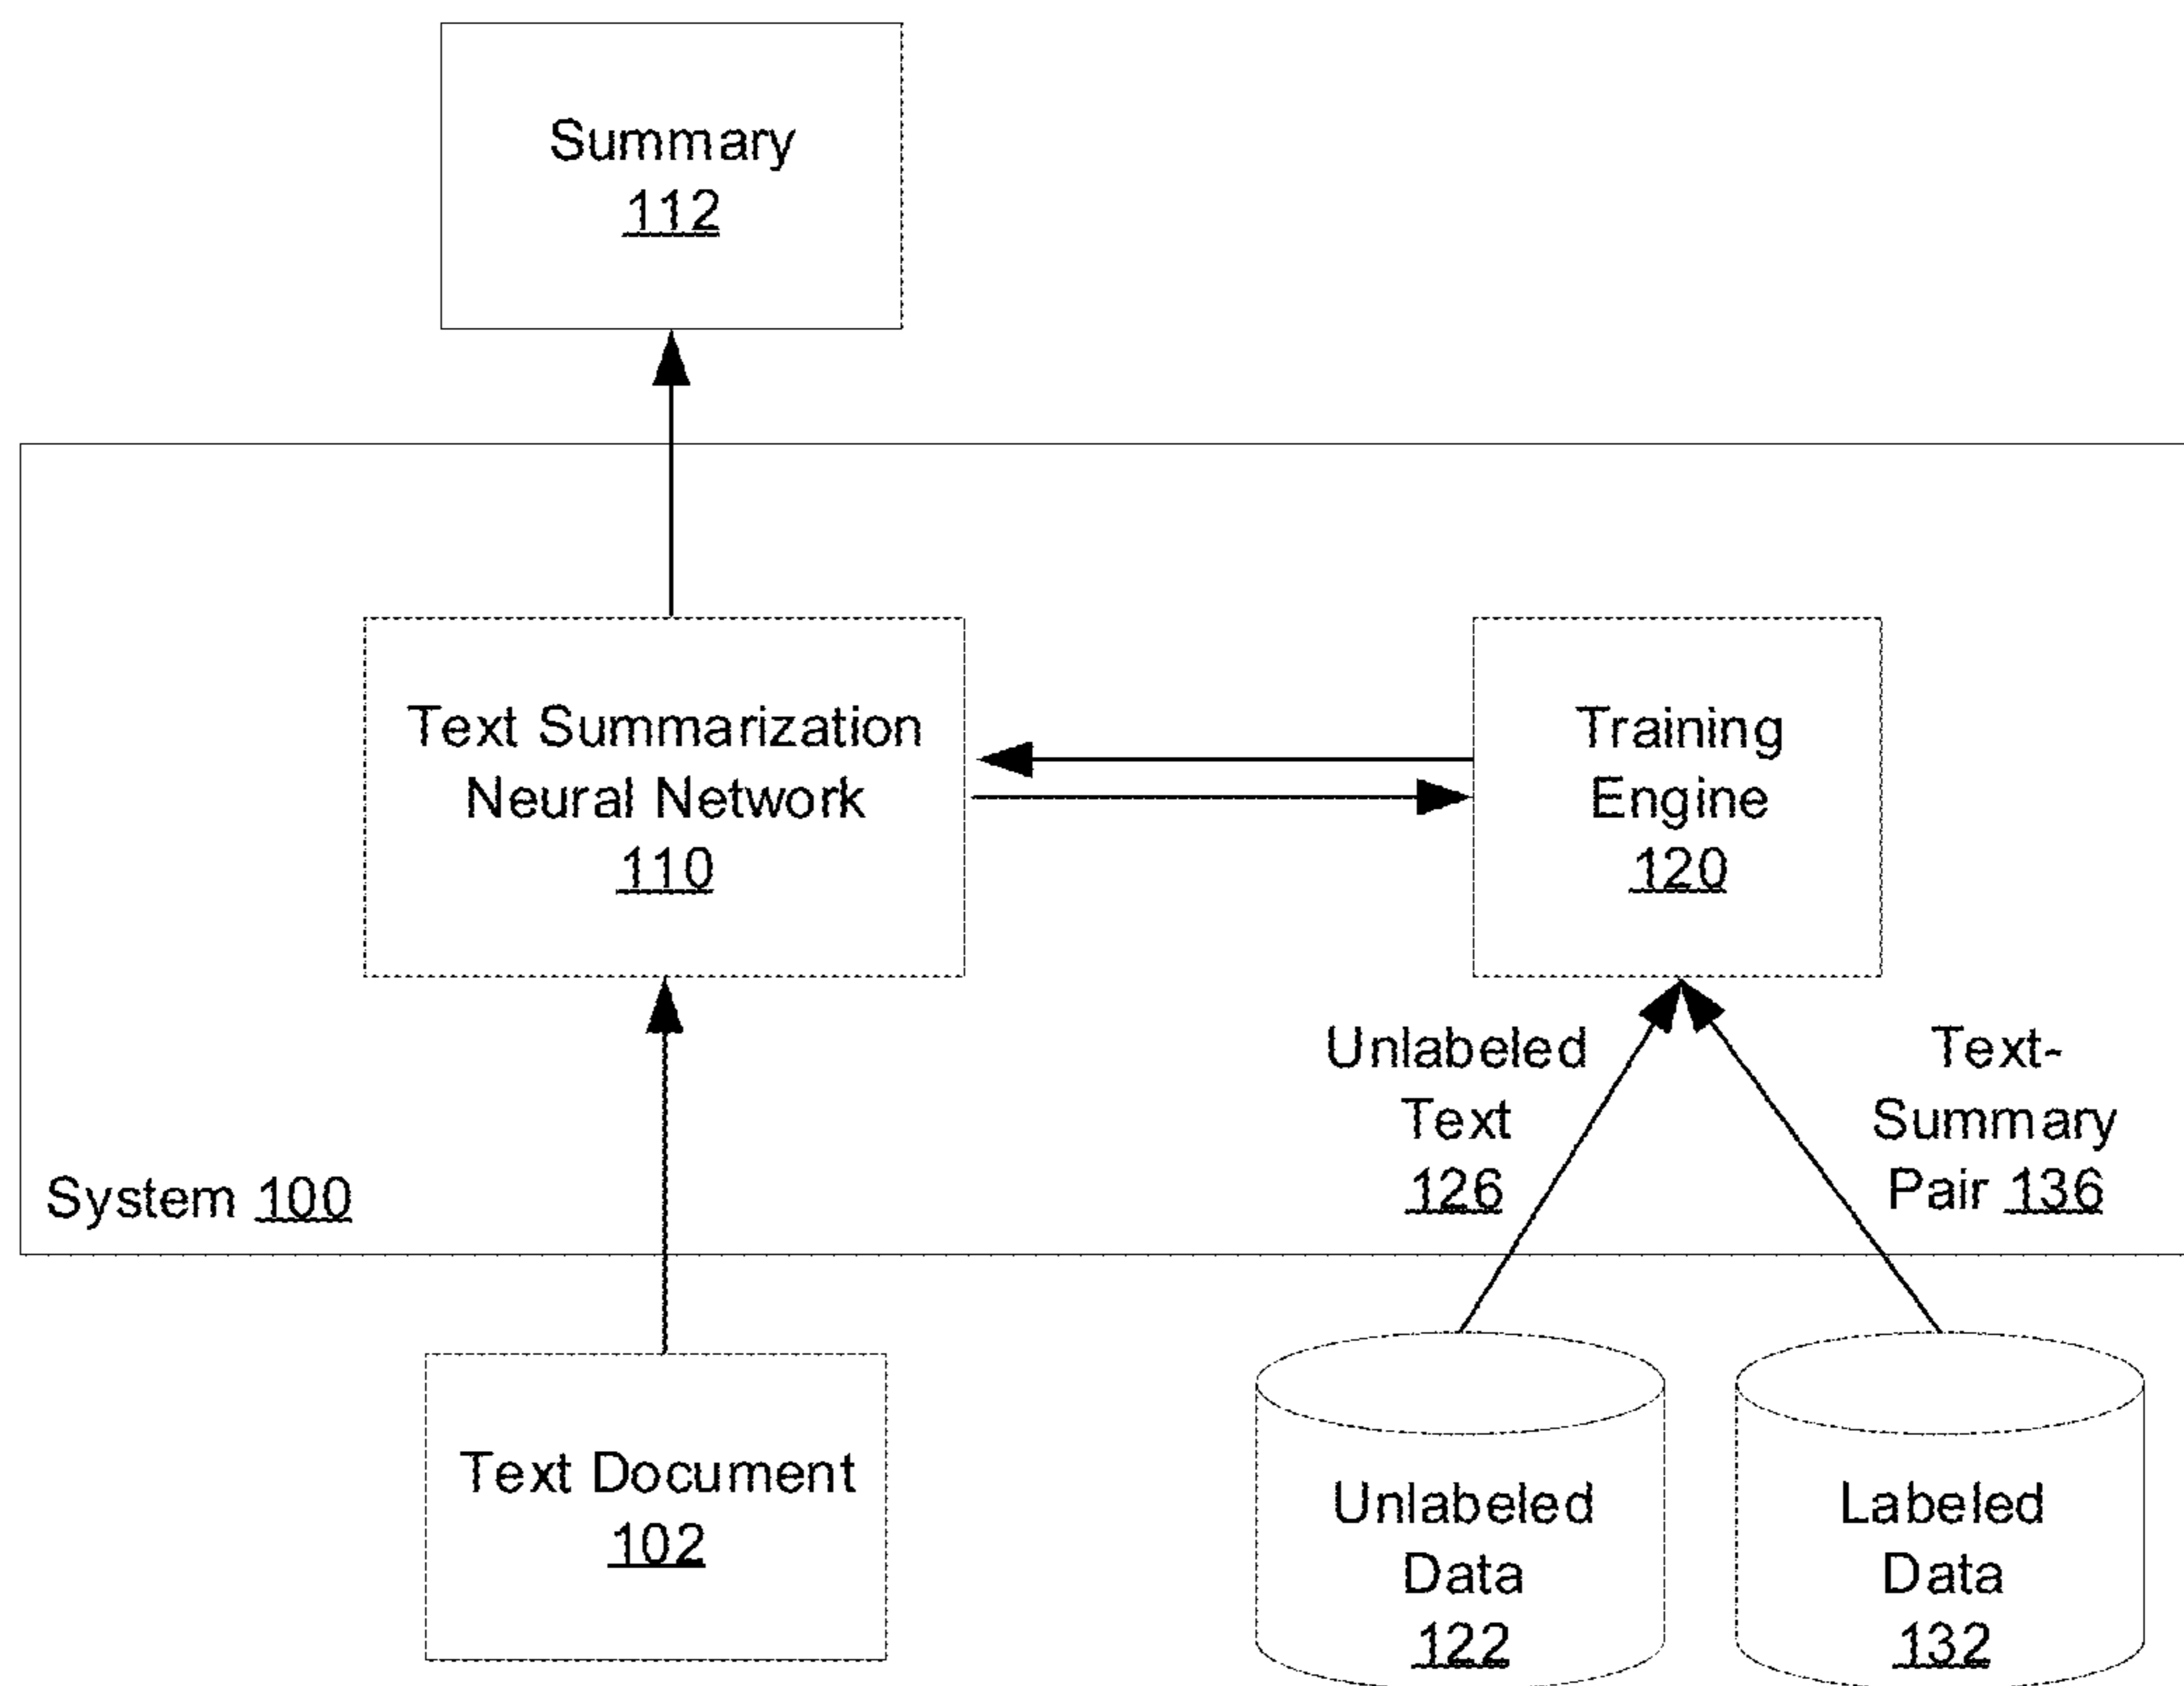 Summary
112
Text Summarization
Neural Network
110
Training
Engine
120
Unlabeled
Text
126
Text-
Summary
Pair 136
System 100
Text Document
102
Unlabeled
Data
122
Labeled
Data
132